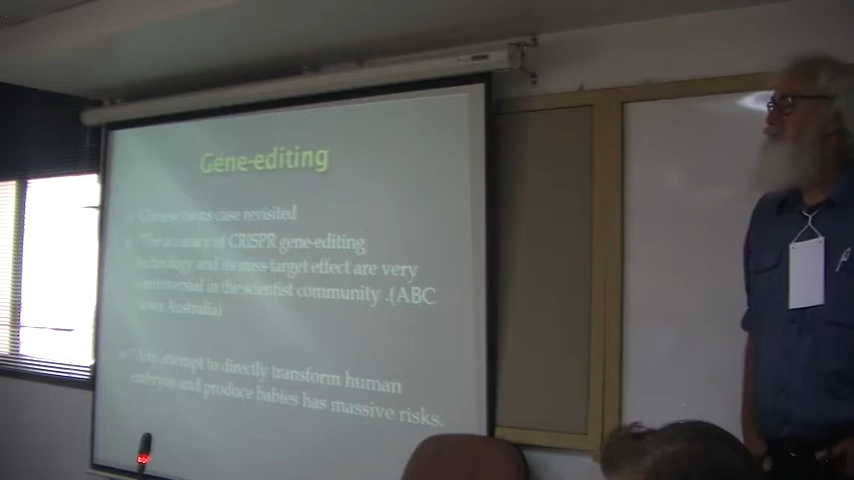 Gene-editing
Chinese twins case revisited
"The accuracy of CRISPR gene-editing
technology and its miss-target effect are very
controversial in the scientist community .(ABC
News Australia)
"Any attempt to directly transform human
embryos and produce babies has massive risks.